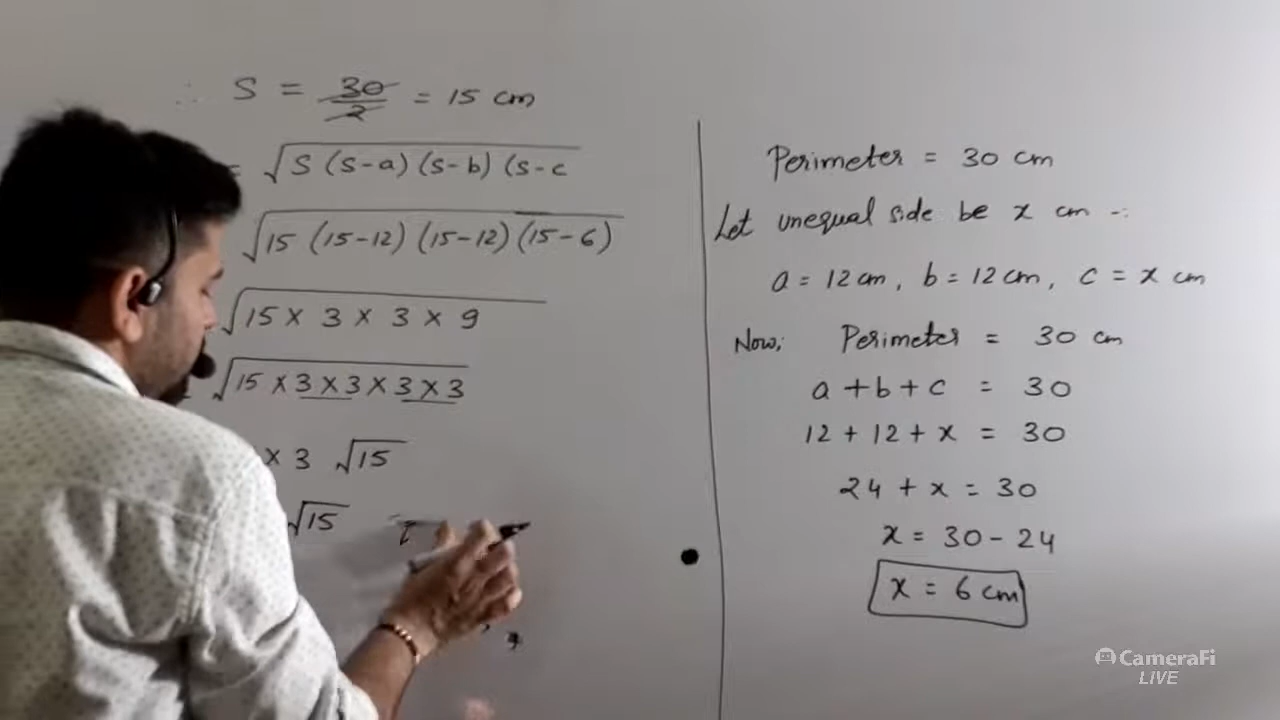 ∴ S = 30/2 = 15 cm
= √S (s-a) (s-b) (s-c
√15 (15-12) (15-12) (15-6)
√15 × 3 × 3 × 9
√15 × 3 × 3 × 3 × 3
× 3 √15
√15
Perimeter = 30 cm
Let unequal side be x cm
a = 12 cm, b = 12 cm, c = x cm
Now; Perimeter = 30 cm
a + b + c = 30
12 + 12 + x = 30
24 + x = 30
x = 30 - 24
x = 6 cm
CameraFi
LIVE